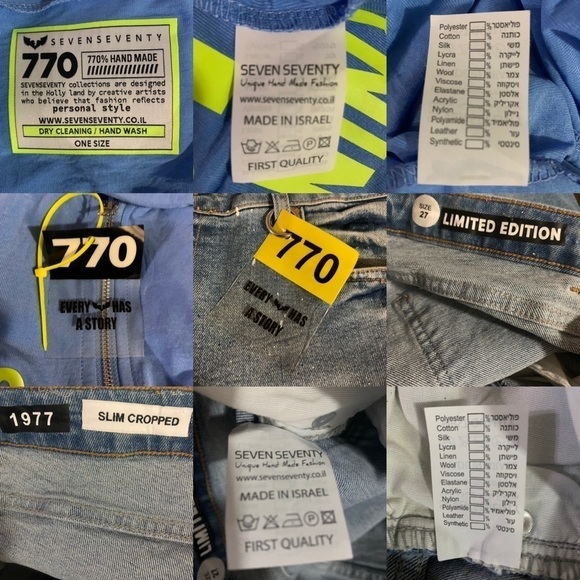 SEVENSEVENTY
770
770% HAND MADE
SEVENSEVENTY collections are designed
in the Holly land by creative artists
who believe that fashion reflects
personal style
WWW.SEVENSEVENTY.CO.IL
DRY CLEANING / HAND WASH
ONE SIZE
SEVEN SEVENTY
Unique Hand Made Fashion
www.sevenseventy.co.il
MADE IN ISRAEL
FIRST QUALITY
Polyester % פוליאסטר
Cotton % כותנה
Silk % משי
Lycra % לייקרה
Linen % פישתן
Wool % צמר
Viscose % ויסקוזה
Elastane % אלסטן
Acrylic % אקריליק
Nylon % ניילון
Polyamide % פוליאמיד
Leather % עור
Synthetic % סינטטי
770
EVERY HAS
A STORY
770
EVERY HAS
A STORY
SIZE
27
LIMITED EDITION
1977
SLIM CROPPED
SEVEN SEVENTY
Unique Hand Made Fashion
www.sevenseventy.co.il
MADE IN ISRAEL
FIRST QUALITY
LIMIT
Polyester % פוליאסטר
Cotton % כותנה
Silk % משי
Lycra % לייקרה
Linen % פישתן
Wool % צמר
Viscose % ויסקוזה
Elastane % אלסטן
Acrylic % אקריליק
Nylon % ניילון
Polyamide % פוליאמיד
Leather % עור
Synthetic % סינטטי